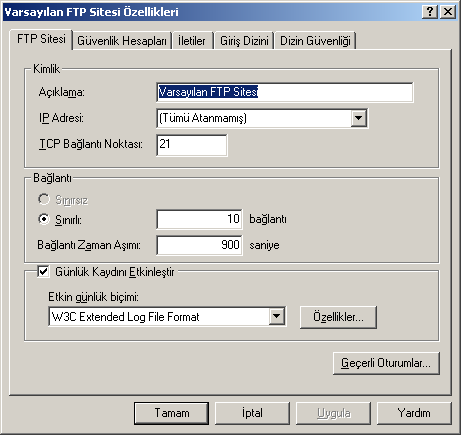 Varsayılan FTP Sitesi Özellikleri
FTP Sitesi Güvenlik Hesapları İletiler Giriş Dizini Dizin Güvenliği
Kimlik
Açıklama: Varsayılan FTP Sitesi
IP Adresi: (Tümü Atanmamış)
TCP Bağlantı Noktası: 21
Bağlantı
Sınırsız
Sınırlı: 10 bağlantı
Bağlantı Zaman Aşımı: 900 saniye
Günlük Kaydını Etkinleştir
Etkin günlük biçimi:
W3C Extended Log File Format Özellikler...
Geçerli Oturumlar...
Tamam İptal Uygula Yardım